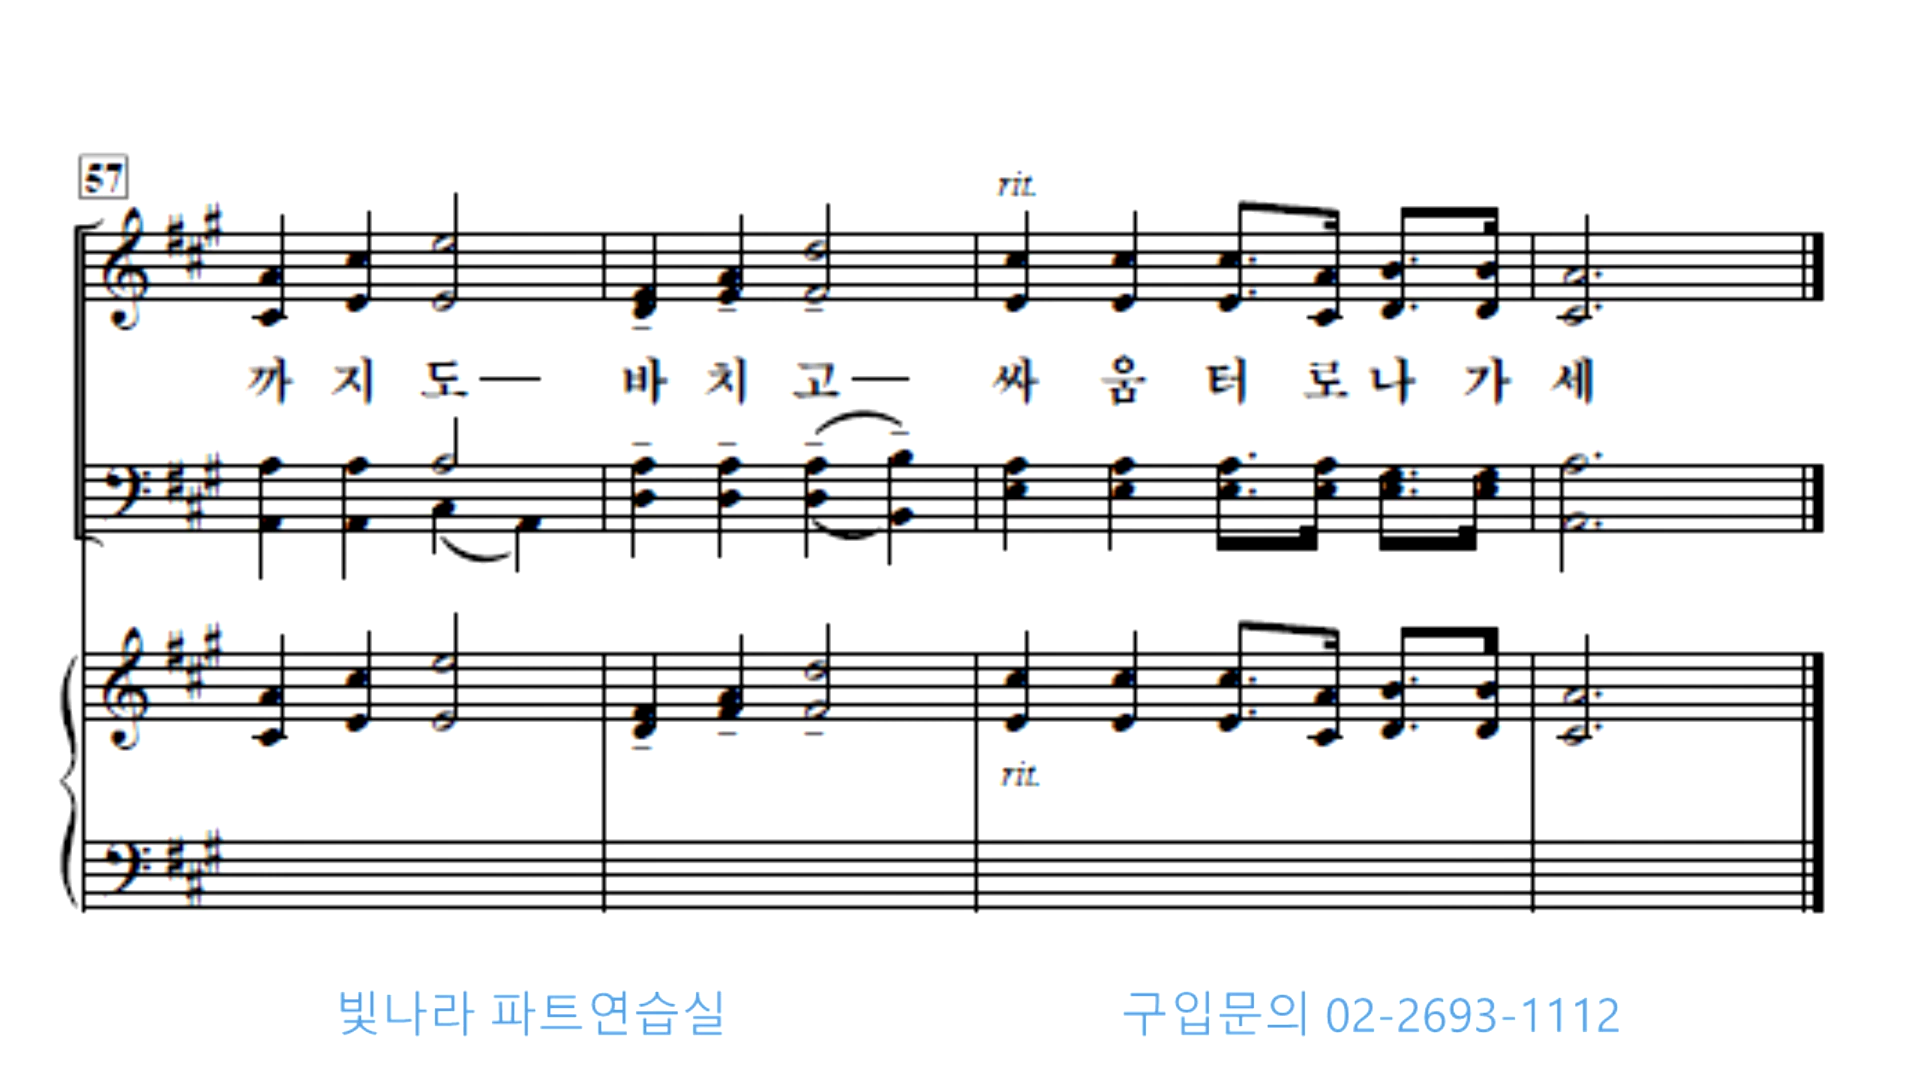 57
rit.
까 지 도 바 치 고 싸 움 터 로 나 가 세
rit.
빛나라 파트연습실 구입문의 02-2693-1112